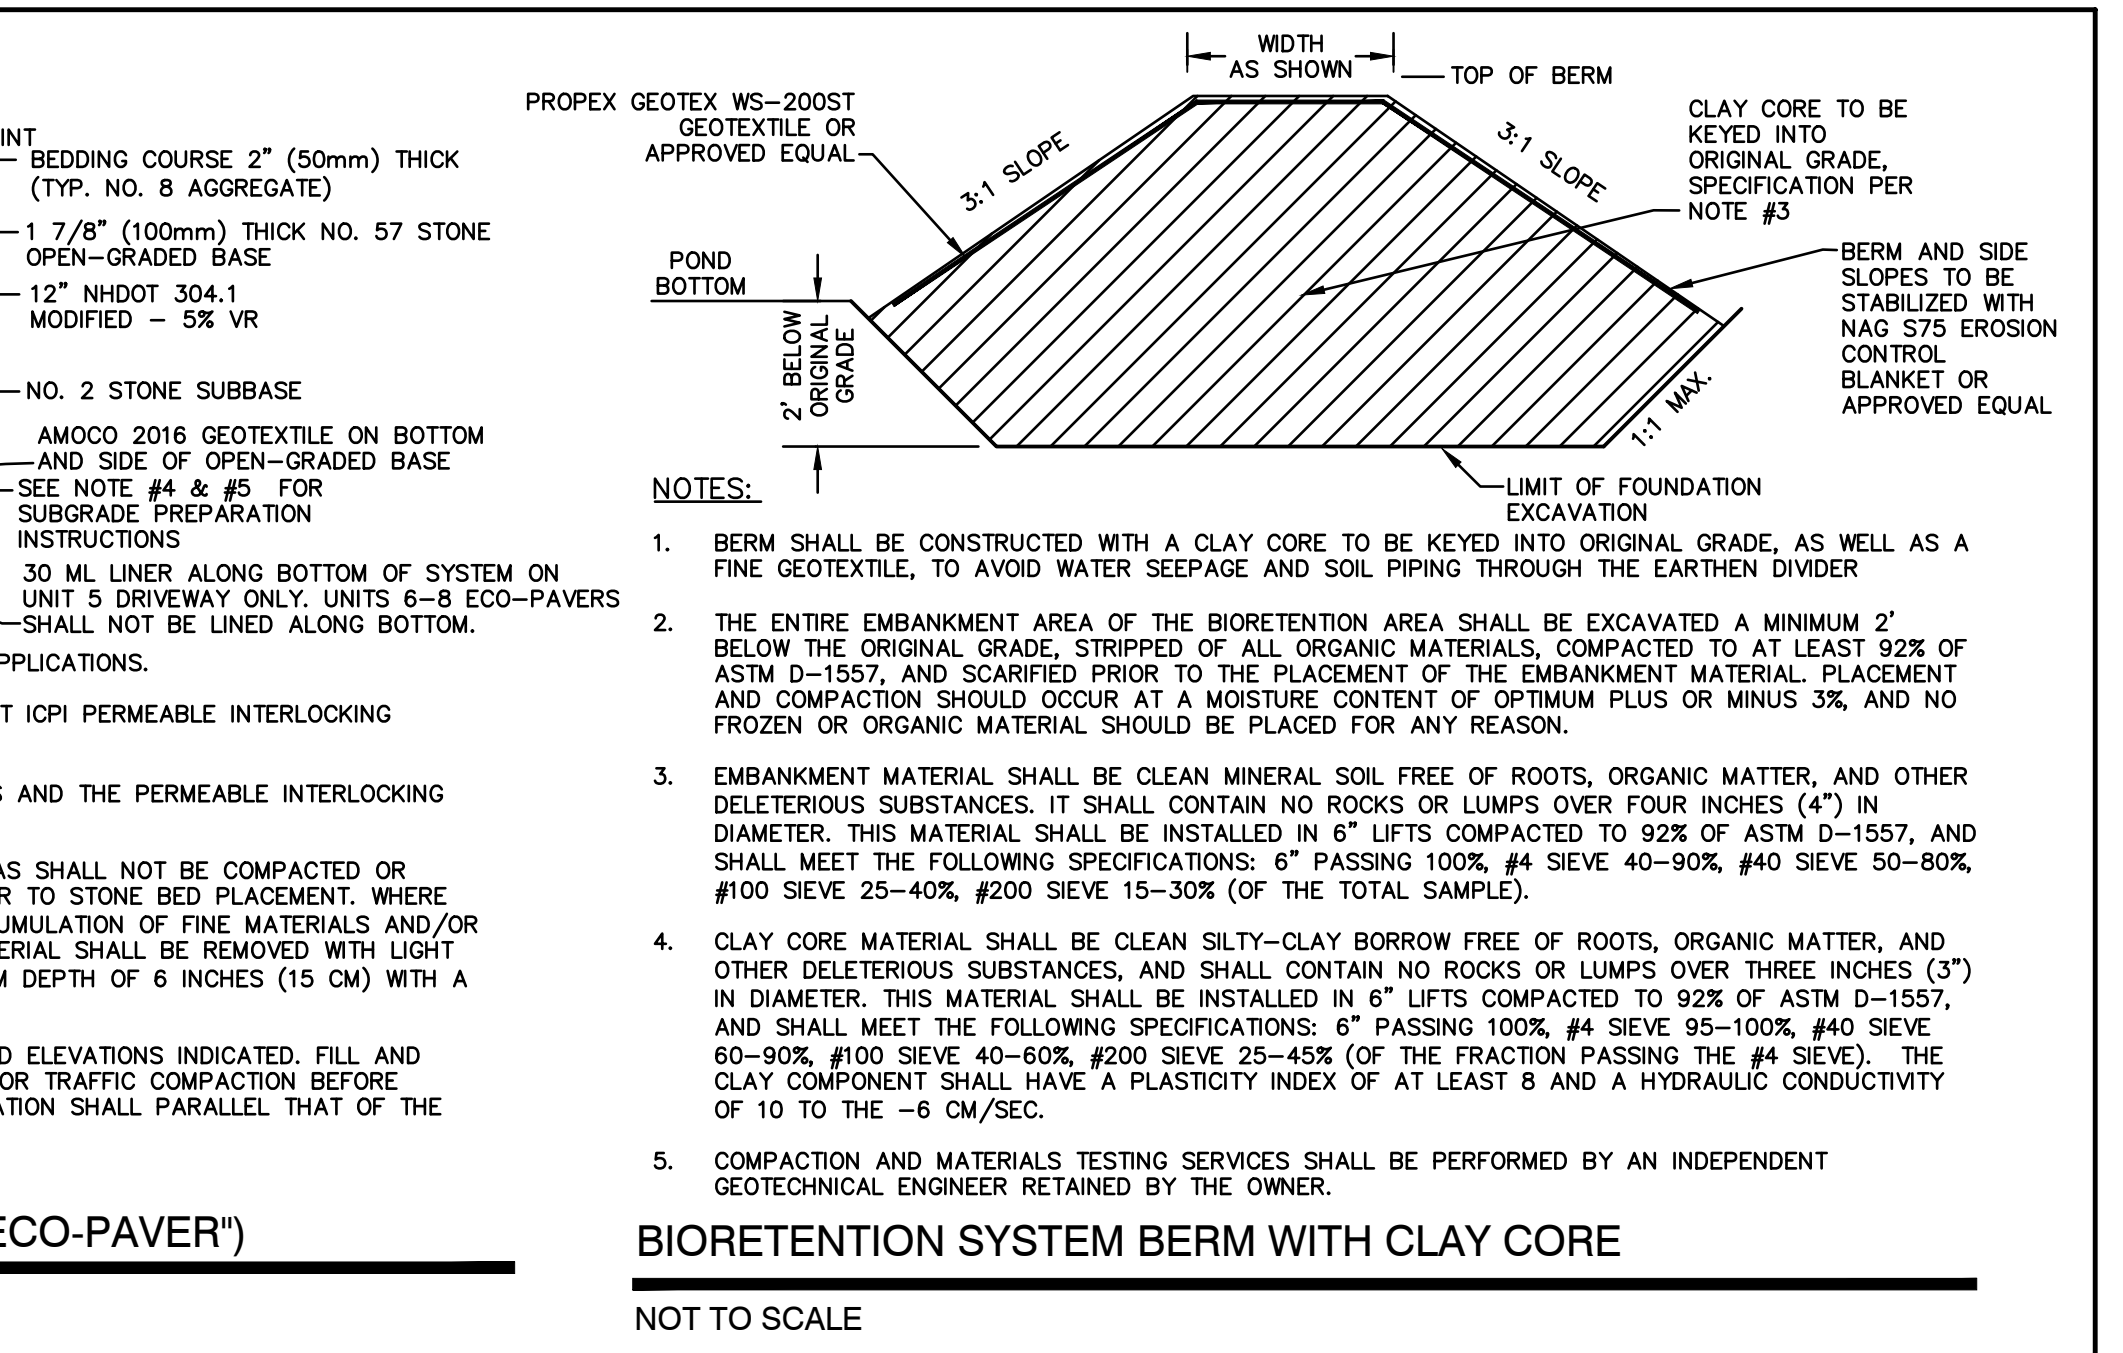 INT
BEDDING COURSE 2" (50mm) THICK
(TYP. NO. 8 AGGREGATE)
1 7/8" (100mm) THICK NO. 57 STONE
OPEN-GRADED BASE
12" NHDOT 304.1
MODIFIED - 5% VR
NO. 2 STONE SUBBASE
AMOCO 2016 GEOTEXTILE ON BOTTOM
AND SIDE OF OPEN-GRADED BASE
SEE NOTE #4 & #5 FOR
SUBGRADE PREPARATION
INSTRUCTIONS
30 ML LINER ALONG BOTTOM OF SYSTEM ON
UNIT 5 DRIVEWAY ONLY. UNITS 6-8 ECO-PAVERS
SHALL NOT BE LINED ALONG BOTTOM.
PPLICATIONS.
T ICPI PERMEABLE INTERLOCKING
S AND THE PERMEABLE INTERLOCKING
AS SHALL NOT BE COMPACTED OR
R TO STONE BED PLACEMENT. WHERE
UMULATION OF FINE MATERIALS AND/OR
ERIAL SHALL BE REMOVED WITH LIGHT
M DEPTH OF 6 INCHES (15 CM) WITH A
D ELEVATIONS INDICATED. FILL AND
OR TRAFFIC COMPACTION BEFORE
ATION SHALL PARALLEL THAT OF THE
ECO-PAVER")
WIDTH
AS SHOWN
TOP OF BERM
PROPEX GEOTEX WS-200ST
GEOTEXTILE OR
APPROVED EQUAL
3:1 SLOPE
3:1 SLOPE
CLAY CORE TO BE
KEYED INTO
ORIGINAL GRADE,
SPECIFICATION PER
NOTE #3
POND
BOTTOM
2' BELOW
ORIGINAL
GRADE
BERM AND SIDE
SLOPES TO BE
STABILIZED WITH
NAG S75 EROSION
CONTROL
BLANKET OR
APPROVED EQUAL
1:1 MAX.
LIMIT OF FOUNDATION
EXCAVATION
NOTES:
1. BERM SHALL BE CONSTRUCTED WITH A CLAY CORE TO BE KEYED INTO ORIGINAL GRADE, AS WELL AS A
FINE GEOTEXTILE, TO AVOID WATER SEEPAGE AND SOIL PIPING THROUGH THE EARTHEN DIVIDER
2. THE ENTIRE EMBANKMENT AREA OF THE BIORETENTION AREA SHALL BE EXCAVATED A MINIMUM 2'
BELOW THE ORIGINAL GRADE, STRIPPED OF ALL ORGANIC MATERIALS, COMPACTED TO AT LEAST 92% OF
ASTM D-1557, AND SCARIFIED PRIOR TO THE PLACEMENT OF THE EMBANKMENT MATERIAL. PLACEMENT
AND COMPACTION SHOULD OCCUR AT A MOISTURE CONTENT OF OPTIMUM PLUS OR MINUS 3%, AND NO
FROZEN OR ORGANIC MATERIAL SHOULD BE PLACED FOR ANY REASON.
3. EMBANKMENT MATERIAL SHALL BE CLEAN MINERAL SOIL FREE OF ROOTS, ORGANIC MATTER, AND OTHER
DELETERIOUS SUBSTANCES. IT SHALL CONTAIN NO ROCKS OR LUMPS OVER FOUR INCHES (4") IN
DIAMETER. THIS MATERIAL SHALL BE INSTALLED IN 6" LIFTS COMPACTED TO 92% OF ASTM D-1557, AND
SHALL MEET THE FOLLOWING SPECIFICATIONS: 6" PASSING 100%, #4 SIEVE 40-90%, #40 SIEVE 50-80%,
#100 SIEVE 25-40%, #200 SIEVE 15-30% (OF THE TOTAL SAMPLE).
4. CLAY CORE MATERIAL SHALL BE CLEAN SILTY-CLAY BORROW FREE OF ROOTS, ORGANIC MATTER, AND
OTHER DELETERIOUS SUBSTANCES, AND SHALL CONTAIN NO ROCKS OR LUMPS OVER THREE INCHES (3")
IN DIAMETER. THIS MATERIAL SHALL BE INSTALLED IN 6" LIFTS COMPACTED TO 92% OF ASTM D-1557,
AND SHALL MEET THE FOLLOWING SPECIFICATIONS: 6" PASSING 100%, #4 SIEVE 95-100%, #40 SIEVE
60-90%, #100 SIEVE 40-60%, #200 SIEVE 25-45% (OF THE FRACTION PASSING THE #4 SIEVE). THE
CLAY COMPONENT SHALL HAVE A PLASTICITY INDEX OF AT LEAST 8 AND A HYDRAULIC CONDUCTIVITY
OF 10 TO THE -6 CM/SEC.
5. COMPACTION AND MATERIALS TESTING SERVICES SHALL BE PERFORMED BY AN INDEPENDENT
GEOTECHNICAL ENGINEER RETAINED BY THE OWNER.
BIORETENTION SYSTEM BERM WITH CLAY CORE
NOT TO SCALE